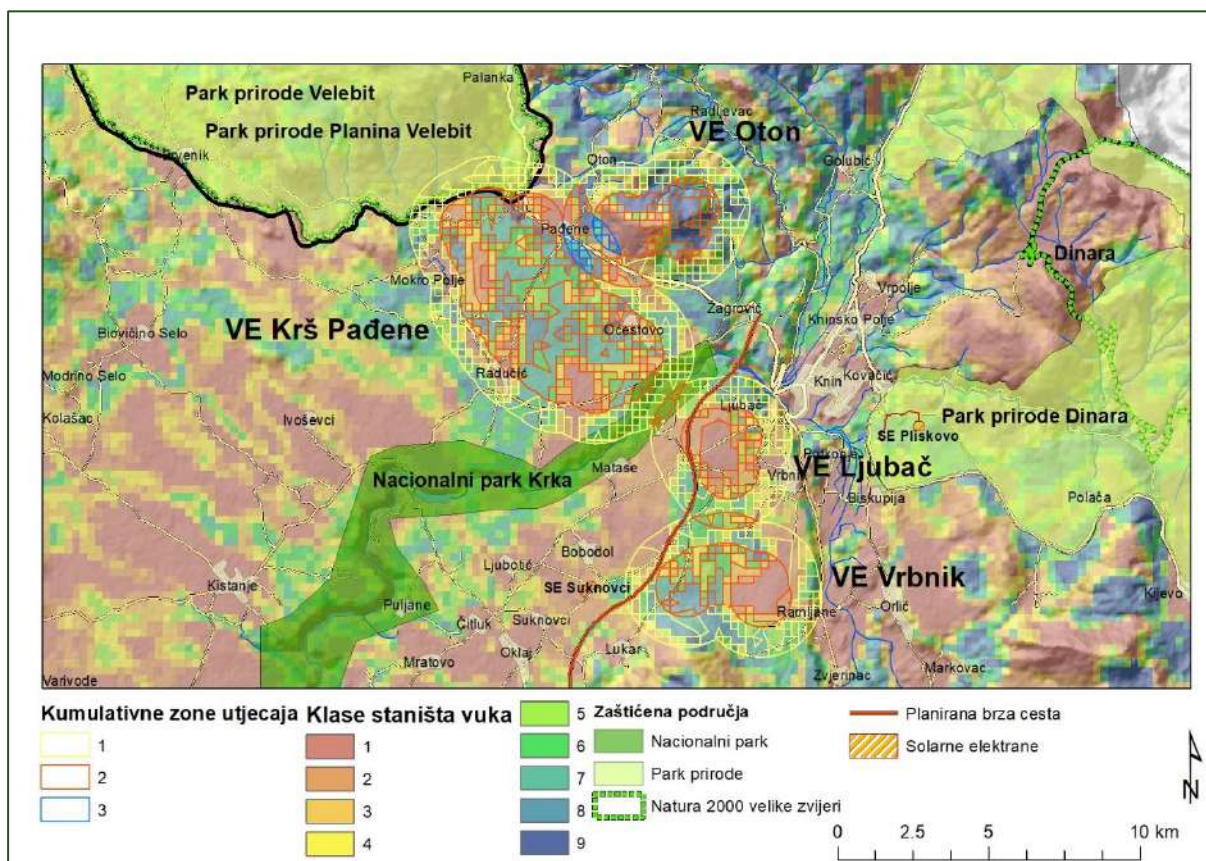 Palanka
Park prirode Velebit
Park prirode Planina Velebit
Radljevac
VE Oton
Oton
Golubić
Pađene
Dinara
Mokro Polje
Vrpolje
Zagrović
Kninsko Polje
VE Krš Pađene
Očestovo
Biovičino Selo
Radučić
Knin
Kovačić
Modrino Selo
Ljubač
Kolašac
Ivoševci
Park prirode Dinara
SE Pliskovo
Matase
VE Ljubač
Nacionalni park Krka
Vrbnik
Biskupija
Polača
Bobodol
Ljubotić
Kistanje
SE Suknovci
VE Vrbnik
Kijevo
Puljane
Ramljane
Orlić
Čitluk
Suknovci
Mratovo
Oklaj
Lukar
Markovac
Zvjerinac
Varivode
Kumulativne zone utjecaja
1
2
3
Klase staništa vuka
1
2
3
4
5
6
7
8
9
Zaštićena područja
Nacionalni park
Park prirode
Natura 2000 velike zvijeri
Planirana brza cesta
Solarne elektrane
N
0 2.5 5 10 km